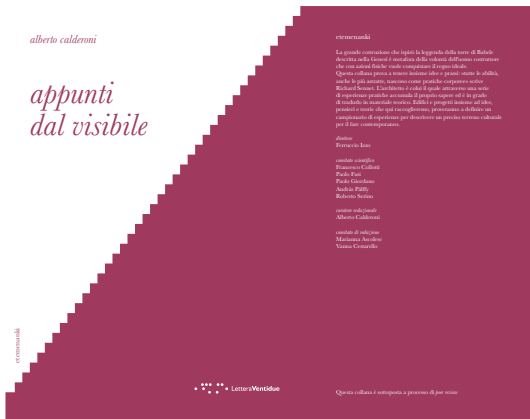 alberto calderoni
appunti
dal visibile
etemenanki
LetteraVentidue
etemenanki
La grande costruzione che ispirò la leggenda della torre di Babele
descritta nella Genesi è metafora della volontà dell'uomo costruttore
che con azioni fisiche vuole conquistare il regno ideale.
Questa collana prova a tenere insieme idee e prassi: «tutte le abilità,
anche le più astratte, nascono come pratiche corporee» scrive
Richard Sennet. L'architetto è colui il quale attraverso una serie
di esperienze pratiche accumula il proprio sapere ed è in grado
di tradurlo in materiale teorico. Edifici e progetti insieme ad idee,
pensieri e teorie che qui raccoglieremo, proveranno a definire un
campionario di esperienze per descrivere un preciso terreno culturale
per il fare contemporaneo.
direttore
Ferruccio Izzo
comitato scientifico
Francesco Collotti
Paolo Fusi
Paolo Giordano
András Pálffy
Roberto Serino
curatore redazionale
Alberto Calderoni
comitato di redazione
Marianna Ascolese
Vanna Cestarello
Questa collana è sottoposta a processo di peer review